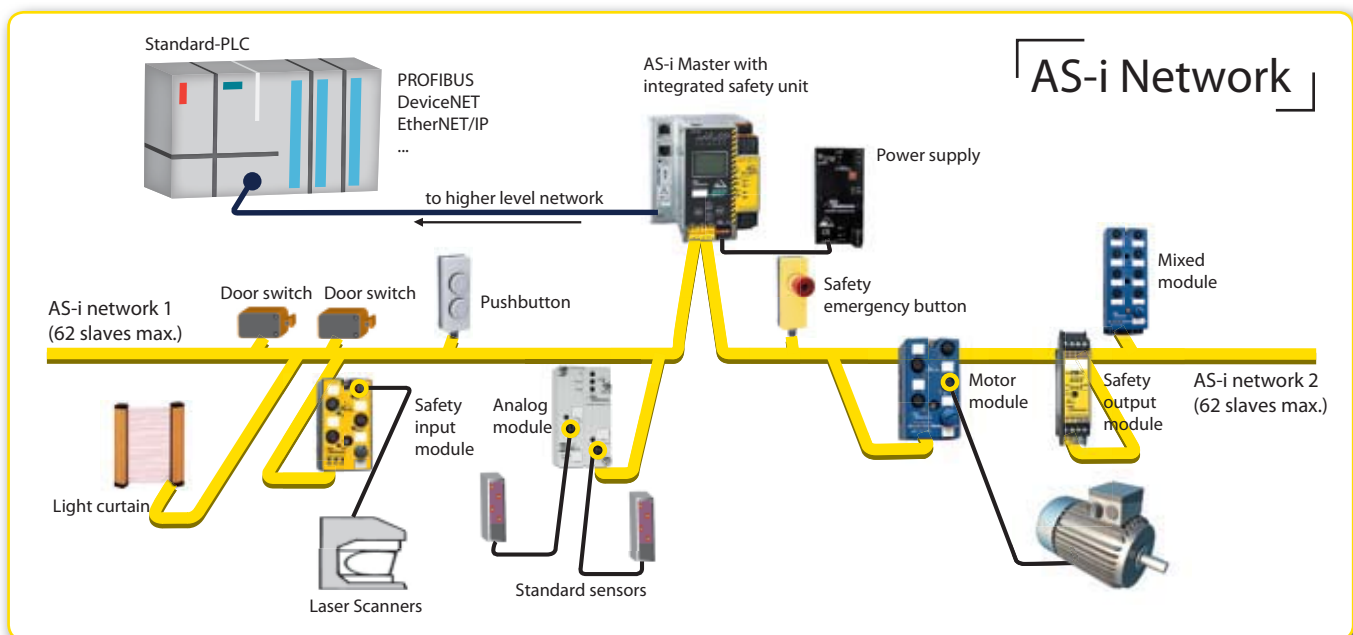 Standard-PLC
PROFIBUS
DeviceNET
EtherNET/IP
...
AS-i Master with
integrated safety unit
AS-i Network
Power supply
to higher level network
Mixed
module
AS-i network 1
(62 slaves max.)
Door switch
Door switch
Pushbutton
Safety
emergency button
Safety
input module
Analog
module
Motor
module
Safety
output
module
AS-i network 2
(62 slaves max.)
Light curtain
Laser Scanners
Standard sensors